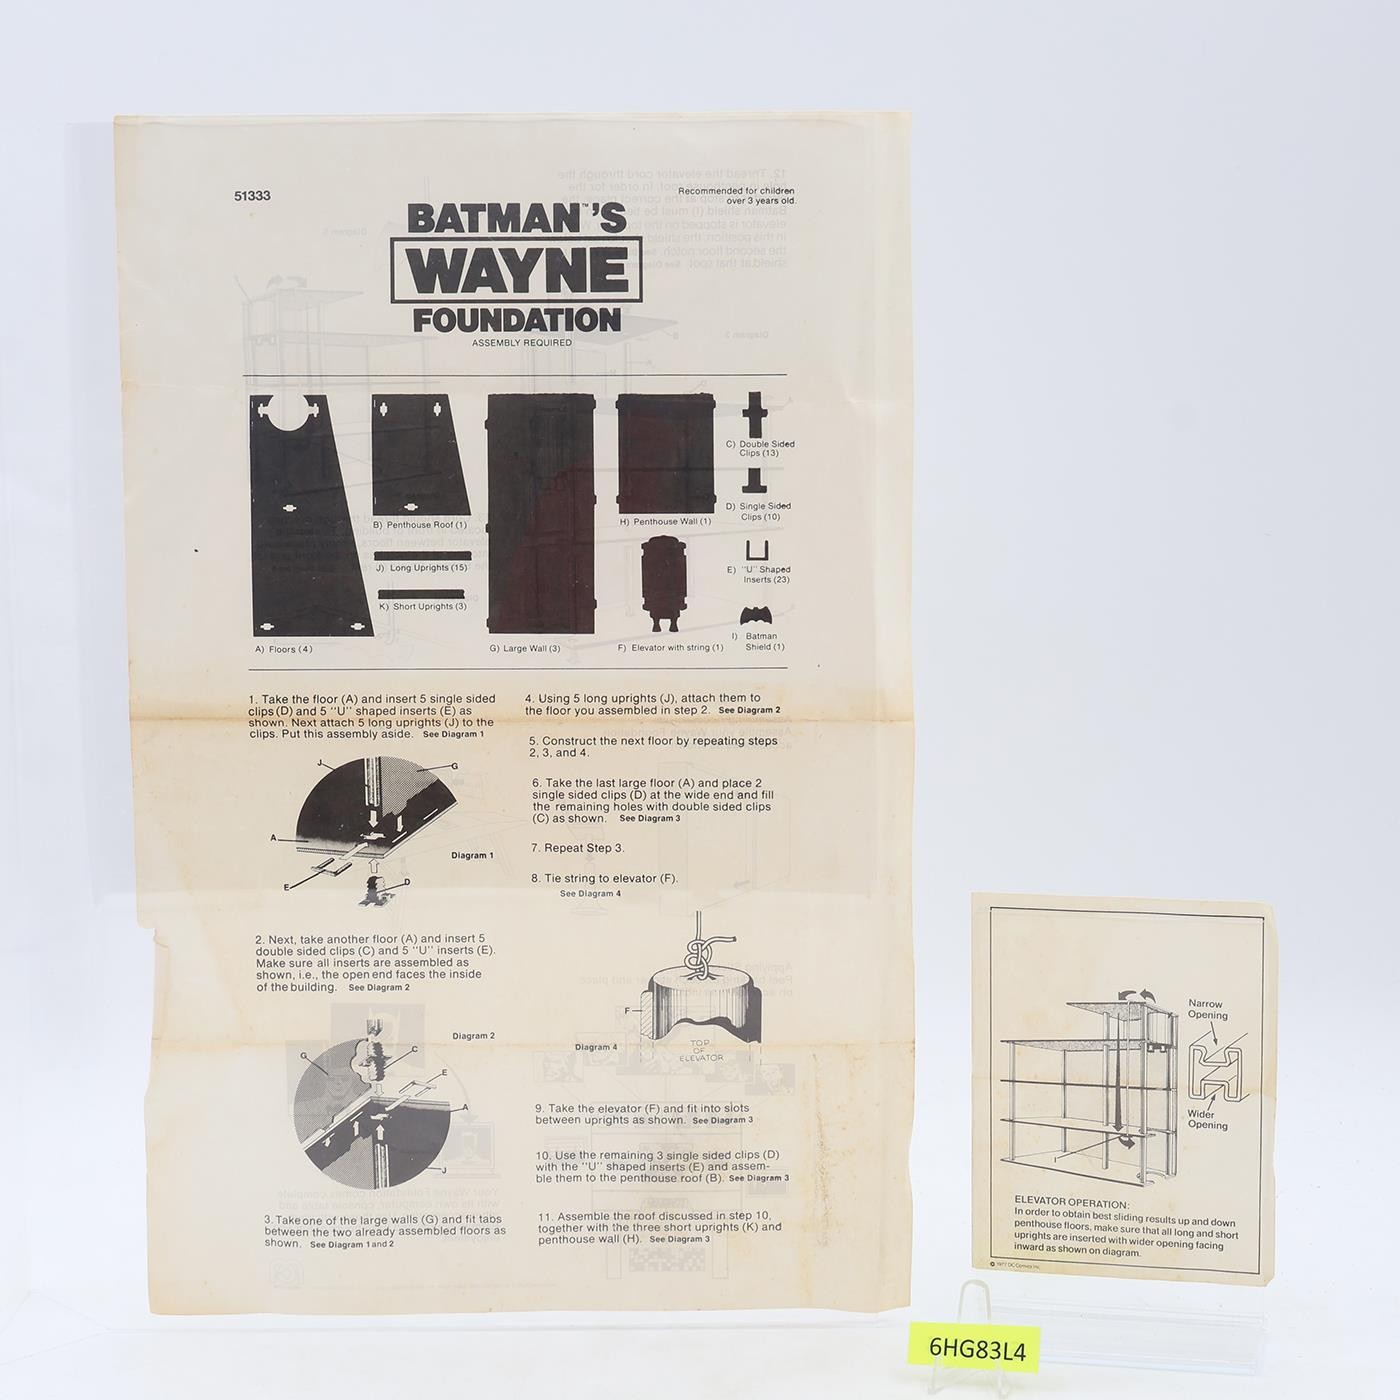 51333
Recommended for children
over 3 years old.
BATMAN™'S
WAYNE
FOUNDATION
ASSEMBLY REQUIRED
A) Floors (4)
B) Penthouse Roof (1)
J) Long Uprights (15)
K) Short Uprights (3)
G) Large Wall (3)
H) Penthouse Wall (1)
F) Elevator with string (1)
C) Double Sided
Clips (13)
D) Single Sided
Clips (10)
E) "U" Shaped
Inserts (23)
I) Batman
Shield (1)
1. Take the floor (A) and insert 5 single sided
clips (D) and 5 "U" shaped inserts (E) as
shown. Next attach 5 long uprights (J) to the
clips. Put this assembly aside. See Diagram 1
J
G
A
E
D
Diagram 1
2. Next, take another floor (A) and insert 5
double sided clips (C) and 5 "U" inserts (E).
Make sure all inserts are assembled as
shown, i.e., the open end faces the inside
of the building. See Diagram 2
Diagram 2
G
C
E
A
J
3. Take one of the large walls (G) and fit tabs
between the two already assembled floors as
shown. See Diagram 1 and 2
4. Using 5 long uprights (J), attach them to
the floor you assembled in step 2. See Diagram 2
5. Construct the next floor by repeating steps
2, 3, and 4.
6. Take the last large floor (A) and place 2
single sided clips (D) at the wide end and fill
the remaining holes with double sided clips
(C) as shown. See Diagram 3
7. Repeat Step 3.
8. Tie string to elevator (F).
See Diagram 4
F
Diagram 4
TOP
OF
ELEVATOR
9. Take the elevator (F) and fit into slots
between uprights as shown. See Diagram 3
10. Use the remaining 3 single sided clips (D)
with the "U" shaped inserts (E) and assem-
ble them to the penthouse roof (B). See Diagram 3
11. Assemble the roof discussed in step 10,
together with the three short uprights (K) and
penthouse wall (H). See Diagram 3
Narrow
Opening
Wider
Opening
I
ELEVATOR OPERATION:
In order to obtain best sliding results up and down
penthouse floors, make sure that all long and short
uprights are inserted with wider opening facing
inward as shown on diagram.
© 1977 DC Comics Inc.
6HG83L4